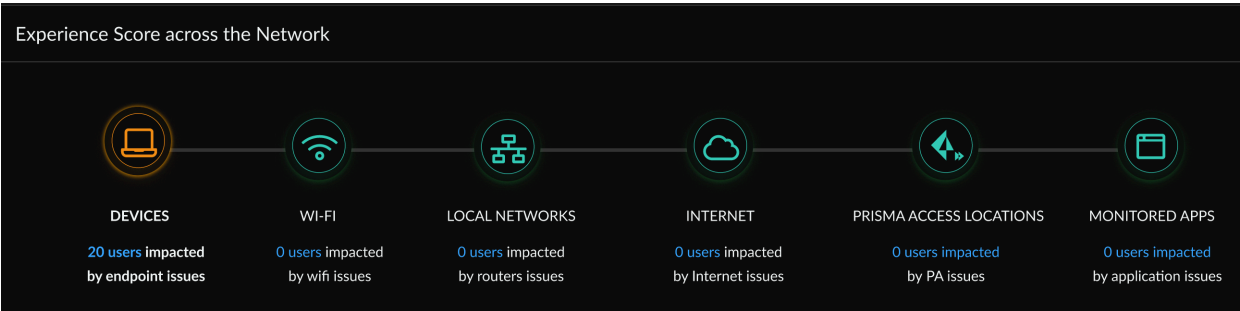 Experience Score across the Network
DEVICES
20 users impacted
by endpoint issues
WI-FI
0 users impacted
by wifi issues
LOCAL NETWORKS
0 users impacted
by routers issues
INTERNET
0 users impacted
by Internet issues
PRISMA ACCESS LOCATIONS
0 users impacted
by PA issues
MONITORED APPS
0 users impacted
by application issues